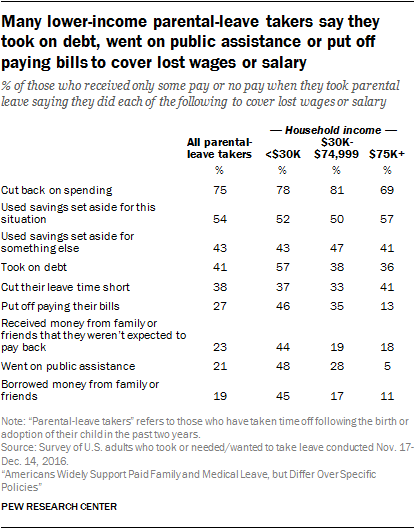 Many lower-income parental-leave takers say they
took on debt, went on public assistance or put off
paying bills to cover lost wages or salary
% of those who received only some pay or no pay when they took parental
leave saying they did each of the following to cover lost wages or salary
— Household income —
All parental-leave takers <$30K $30K-$74,999 $75K+
% % % %
Cut back on spending 75 78 81 69
Used savings set aside for this
situation 54 52 50 57
Used savings set aside for
something else 43 43 47 41
Took on debt 41 57 38 36
Cut their leave time short 38 37 33 41
Put off paying their bills 27 46 35 13
Received money from family or
friends that they weren't expected to
pay back 23 44 19 18
Went on public assistance 21 48 28 5
Borrowed money from family or
friends 19 45 17 11
Note: “Parental-leave takers” refers to those who have taken time off following the birth or
adoption of their child in the past two years.
Source: Survey of U.S. adults who took or needed/wanted to take leave conducted Nov. 17-
Dec. 14, 2016.
“Americans Widely Support Paid Family and Medical Leave, but Differ Over Specific
Policies”
PEW RESEARCH CENTER